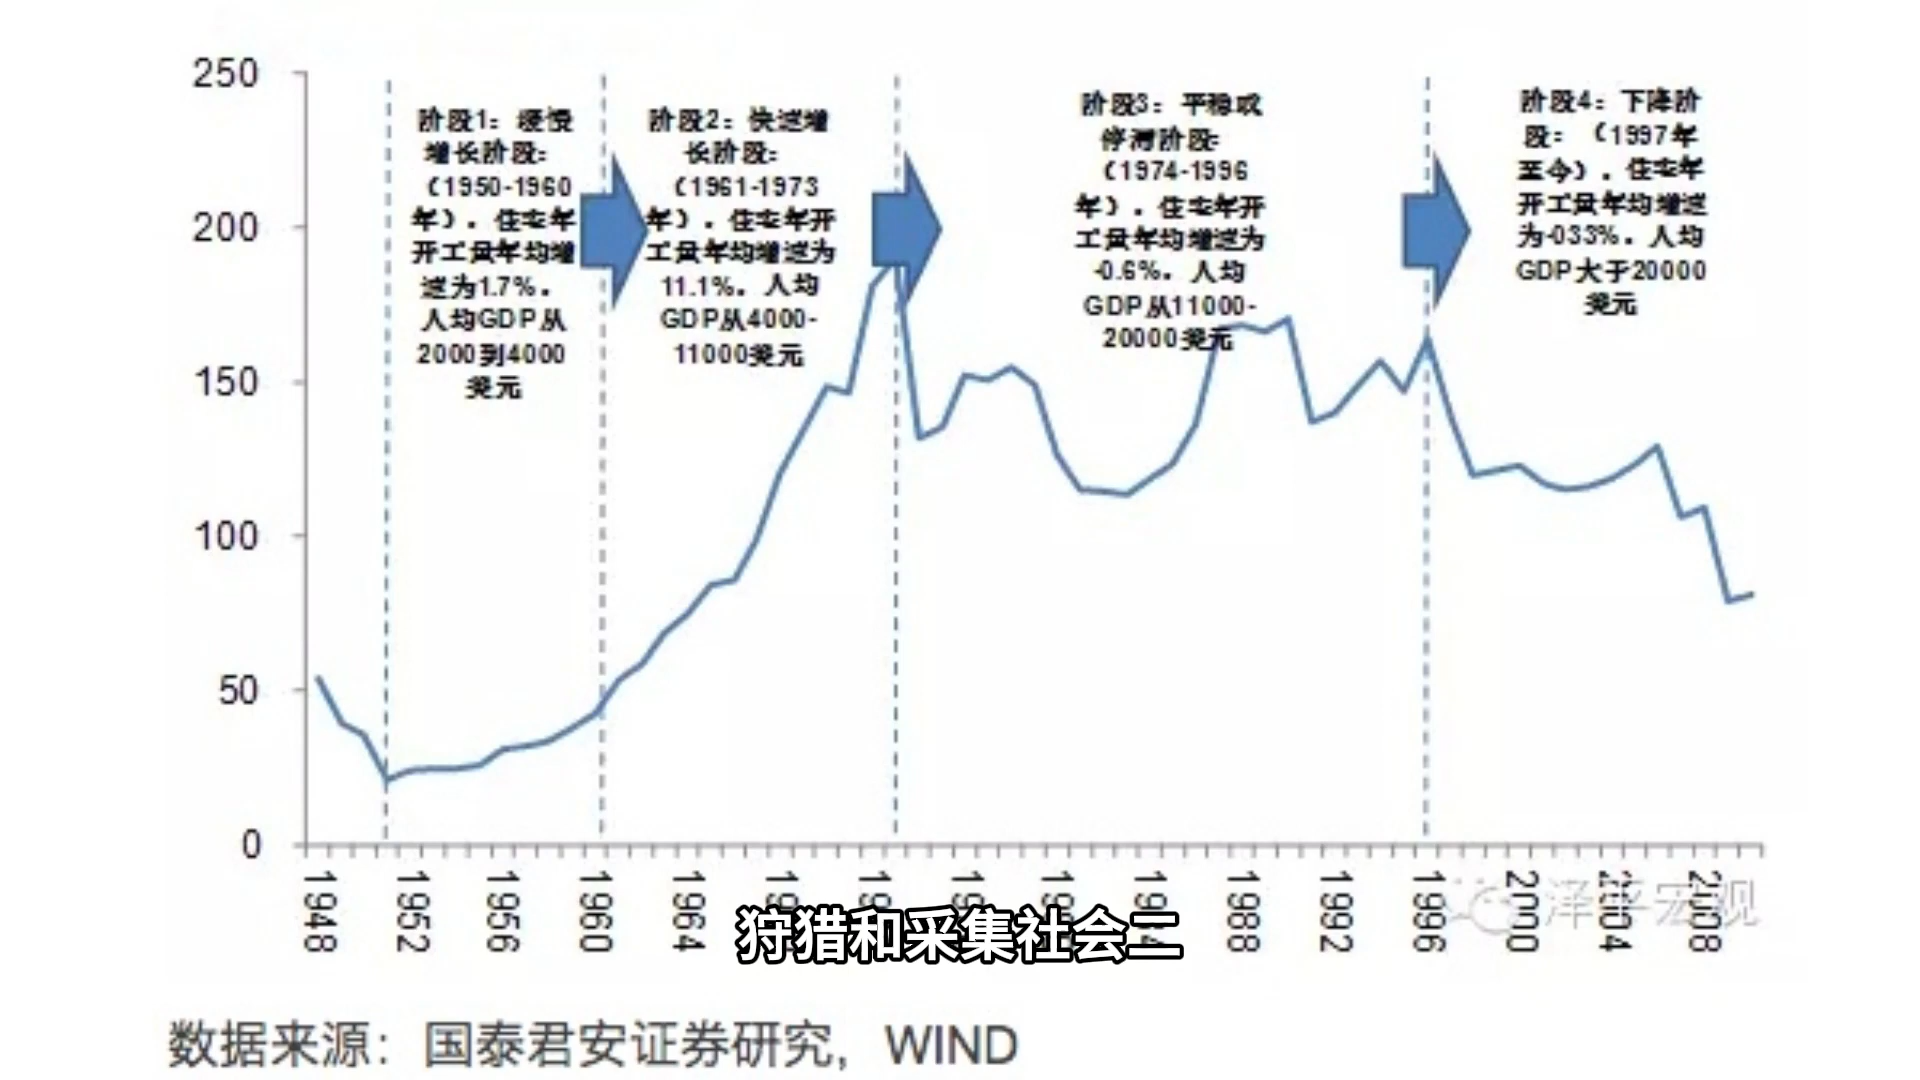 250
200
150
100
50
0
阶段1：缓慢
增长阶段：
（1950-1960
年）．住宅年
开工量年均增
速为1.7%．
人均GDP从
2000到4000
美元
阶段2：快速增
长阶段：
（1961-1973
年）．住宅年开
工量年均增速为
11.1%．人均
GDP从4000-
11000美元
阶段3：平稳或
停滞阶段：
（1974-1996
年）．住宅年开
工量年均增速为
-0.6%．人均
GDP从11000-
20000美元
阶段4：下降阶
段：（1997年
至今）．住宅年
开工量年均增速
为-033%．人均
GDP大于20000
美元
1948
1952
1956
1960
1964
1988
1992
1996
2000
2004
2008
泽平宏观
狩猎和采集社会二
数据来源：国泰君安证券研究，WIND